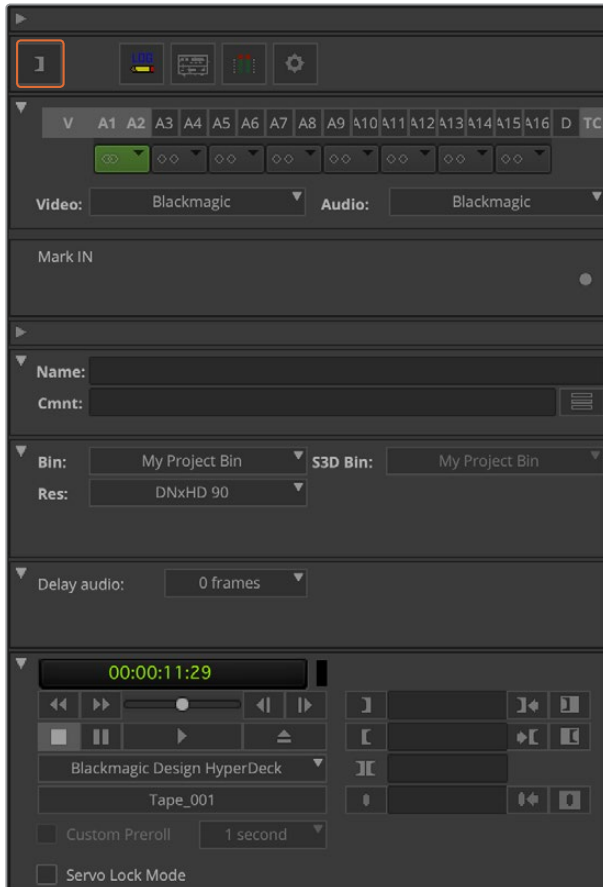 LOG
V A1 A2 A3 A4 A5 A6 A7 A8 A9 A10 A11 A12 A13 A14 A15 A16 D TC
Video: Blackmagic Audio: Blackmagic
Mark IN
Name:
Cmnt:
Bin: My Project Bin S3D Bin: My Project Bin
Res: DNxHD 90
Delay audio: 0 frames
00:00:11:29
Blackmagic Design HyperDeck
Tape_001
Custom Preroll 1 second
Servo Lock Mode